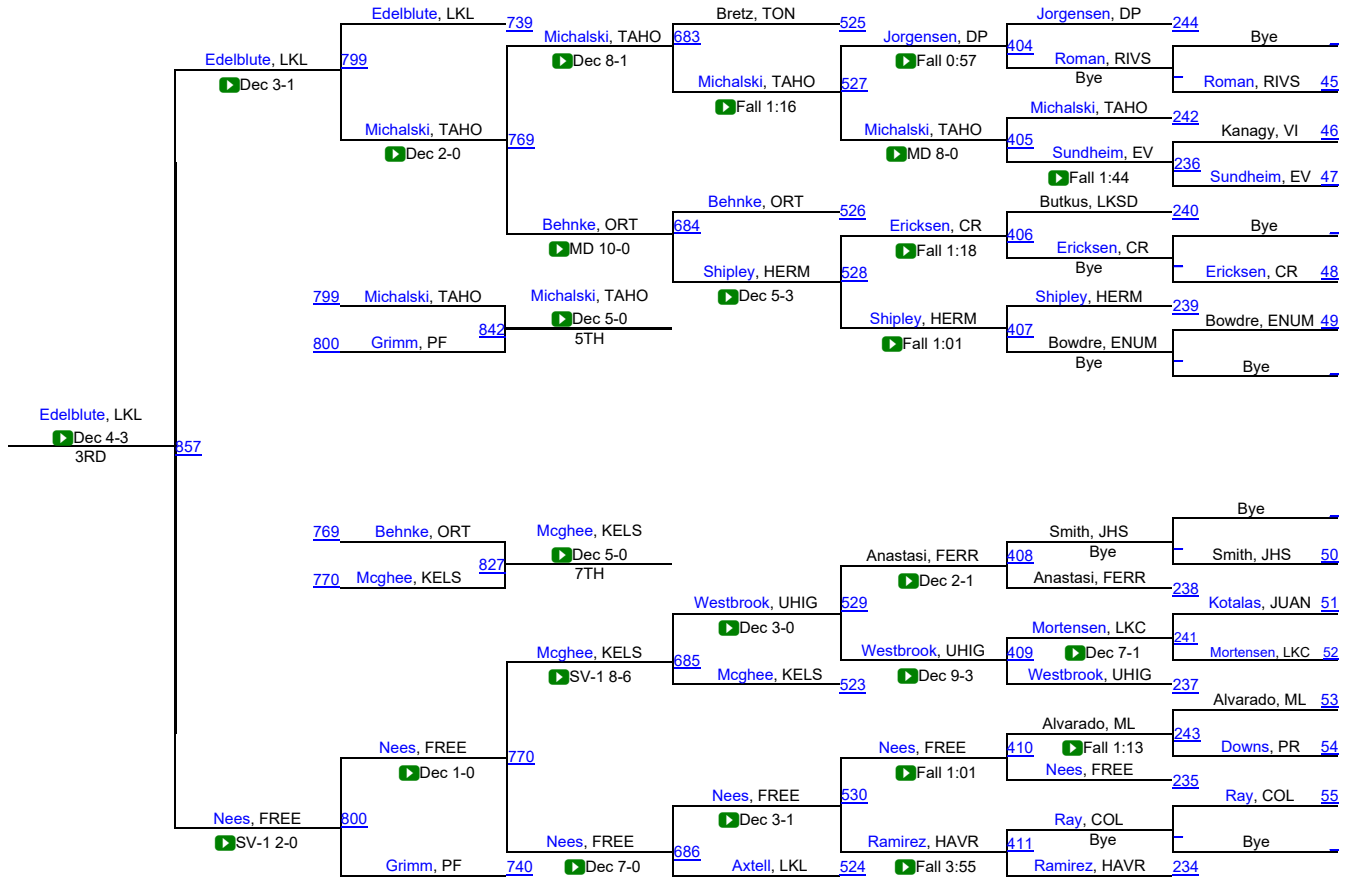 Edelblute, LKL 739
Bretz, TON 525
Jorgensen, DP 244
Michalski, TAHO 683
Jorgensen, DP 404
Bye
Edelblute, LKL 799
Dec 8-1
Fall 0:57
Roman, RIVS
Bye
Dec 3-1
Michalski, TAHO 527
Roman, RIVS 45
Fall 1:16
Michalski, TAHO 242
Michalski, TAHO 769
Michalski, TAHO 405
Kanagy, VI 46
Dec 2-0
MD 8-0
Sundheim, EV 236
Fall 1:44
Sundheim, EV 47
Behnke, ORT 526
Butkus, LKSD 240
Behnke, ORT 684
Ericksen, CR 406
Bye
MD 10-0
Fall 1:18
Ericksen, CR
Bye
Shipley, HERM 528
Ericksen, CR 48
Dec 5-3
799 Michalski, TAHO
Michalski, TAHO
Shipley, HERM 239
842
Dec 5-0
5TH
Shipley, HERM 407
Bowdre, ENUM 49
800 Grimm, PF
Fall 1:01
Bowdre, ENUM
Bye
Bye
Edelblute, LKL
Dec 4-3
3RD
857
Bye
769 Behnke, ORT
Mcghee, KELS
Smith, JHS
Bye
827
Dec 5-0
7TH
Anastasi, FERR 408
Smith, JHS 50
770 Mcghee, KELS
Dec 2-1
Anastasi, FERR 238
Westbrook, UHIG 529
Kotalas, JUAN 51
Dec 3-0
Mortensen, LKC 241
Mcghee, KELS 685
Westbrook, UHIG 409
Dec 7-1
Mortensen, LKC 52
SV-1 8-6
Mcghee, KELS 523
Dec 9-3
Westbrook, UHIG 237
Alvarado, ML 53
Alvarado, ML 243
Nees, FREE 770
Nees, FREE 410
Fall 1:13
Downs, PR 54
Dec 1-0
Fall 1:01
Nees, FREE 235
Nees, FREE 530
Ray, COL 55
Nees, FREE 800
Dec 3-1
Ray, COL
Bye
SV-1 2-0
Nees, FREE 686
Ramirez, HAVR 411
Bye
Grimm, PF 740
Dec 7-0
Axtell, LKL 524
Fall 3:55
Ramirez, HAVR 234